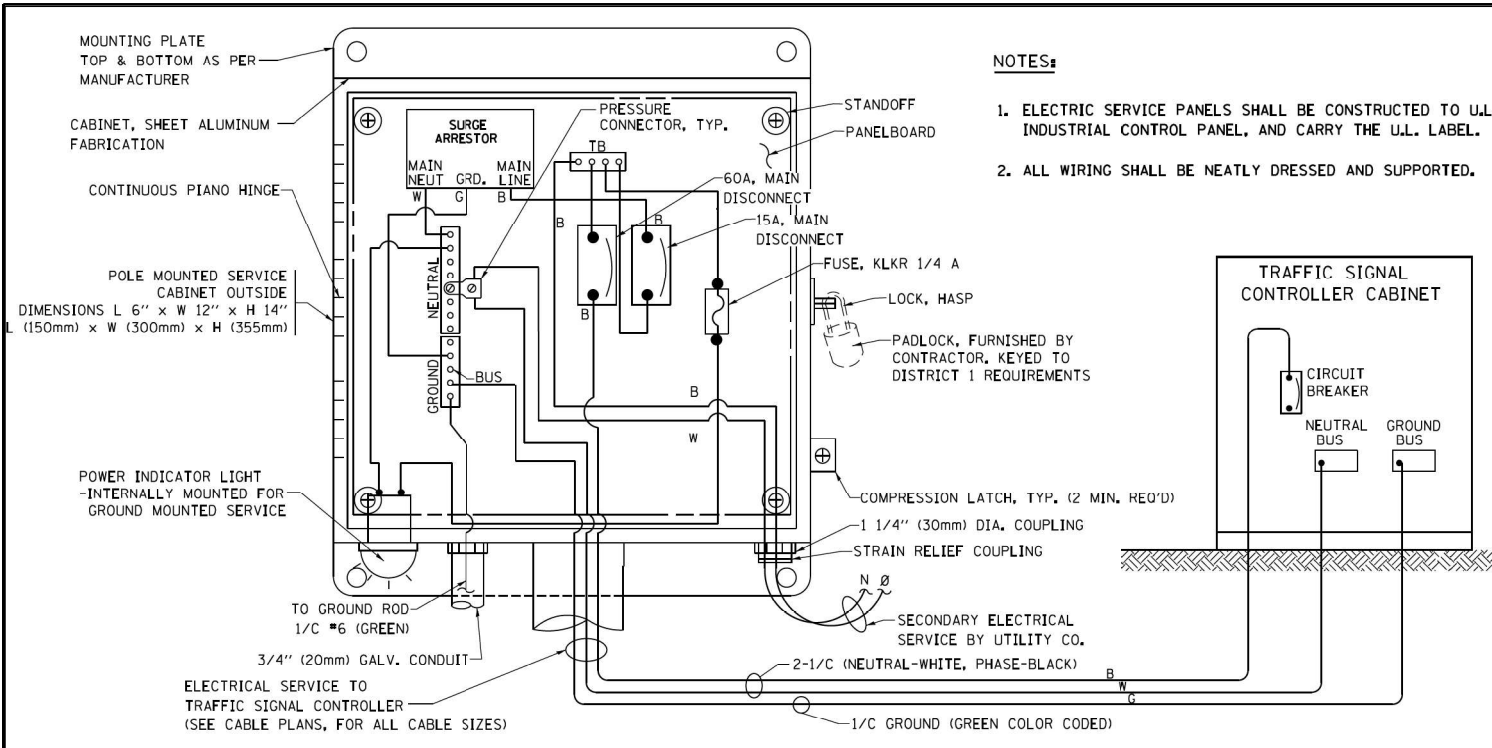 MOUNTING PLATE
TOP & BOTTOM AS PER
MANUFACTURER
CABINET, SHEET ALUMINUM
FABRICATION
CONTINUOUS PIANO HINGE
POLE MOUNTED SERVICE
CABINET OUTSIDE
DIMENSIONS L 6" x W 12" x H 14"
L (150mm) x W (300mm) x H (355mm)
POWER INDICATOR LIGHT
-INTERNALLY MOUNTED FOR
GROUND MOUNTED SERVICE
SURGE
ARRESTOR
MAIN
NEUT
GRD.
MAIN
LINE
W
G
B
PRESSURE
CONNECTOR, TYP.
TB
STANDOFF
PANELBOARD
60A, MAIN
DISCONNECT
15A, MAIN
DISCONNECT
B
B
B
NEUTRAL
GROUND
BUS
FUSE, KLKR 1/4 A
LOCK, HASP
PADLOCK, FURNISHED BY
CONTRACTOR. KEYED TO
DISTRICT 1 REQUIREMENTS
B
W
COMPRESSION LATCH, TYP. (2 MIN. REQ'D)
1 1/4" (30mm) DIA. COUPLING
STRAIN RELIEF COUPLING
N Ø
SECONDARY ELECTRICAL
SERVICE BY UTILITY CO.
TO GROUND ROD
1/C #6 (GREEN)
3/4" (20mm) GALV. CONDUIT
ELECTRICAL SERVICE TO
TRAFFIC SIGNAL CONTROLLER
(SEE CABLE PLANS, FOR ALL CABLE SIZES)
2-1/C (NEUTRAL-WHITE, PHASE-BLACK)
B
W
G
1/C GROUND (GREEN COLOR CODED)
NOTES:
1. ELECTRIC SERVICE PANELS SHALL BE CONSTRUCTED TO U.L
INDUSTRIAL CONTROL PANEL, AND CARRY THE U.L. LABEL.
2. ALL WIRING SHALL BE NEATLY DRESSED AND SUPPORTED.
TRAFFIC SIGNAL
CONTROLLER CABINET
CIRCUIT
BREAKER
NEUTRAL
BUS
GROUND
BUS